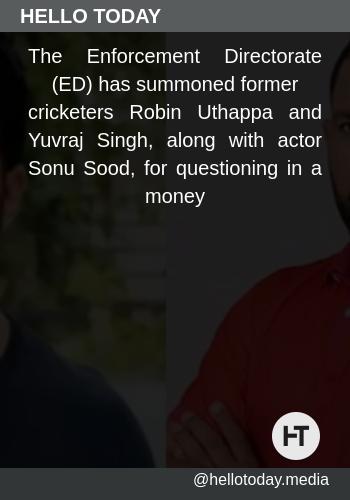 HELLO TODAY
The Enforcement Directorate
(ED) has summoned former
cricketers Robin Uthappa and
Yuvraj Singh, along with actor
Sonu Sood, for questioning in a
money
HT
@hellotoday.media